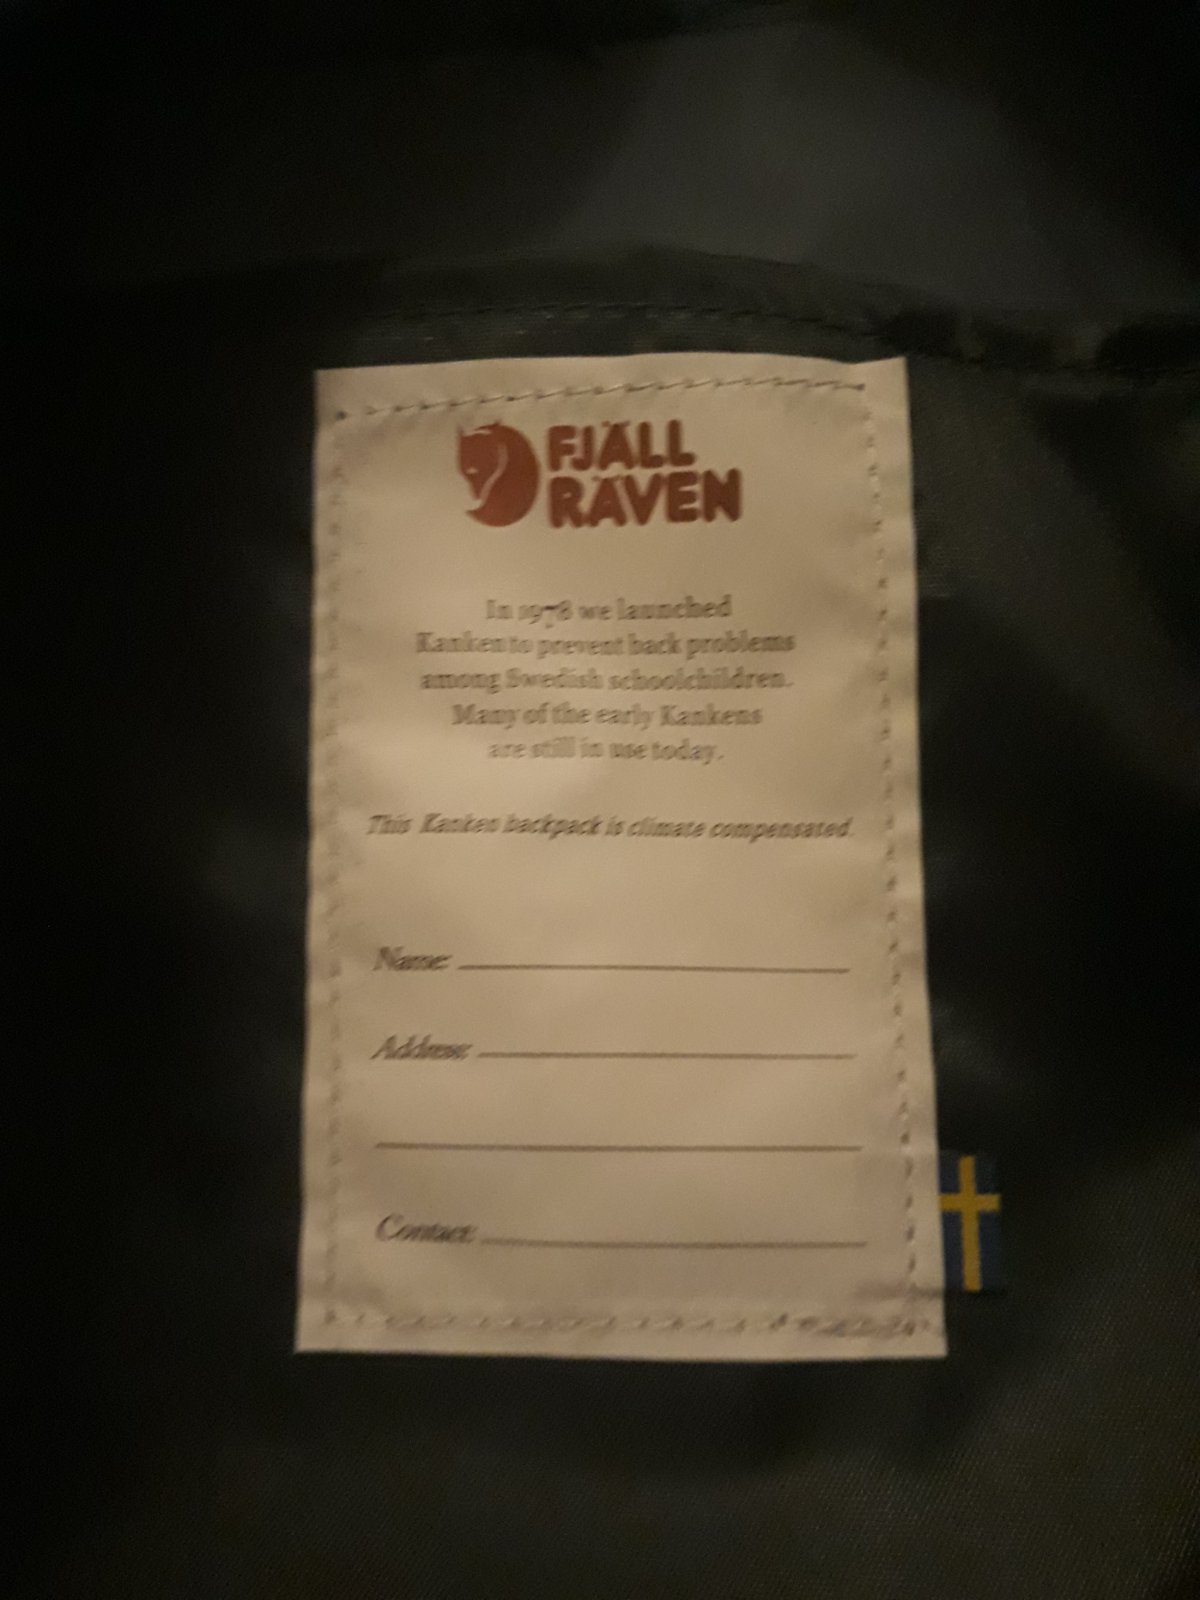 FJÄLL
RÄVEN
In 1978 we launched
Kanken to prevent back problems
among Swedish schoolchildren.
Many of the early Kankens
are still in use today.
This Kanken backpack is climate compensated.
Name:
Address:
Contact: